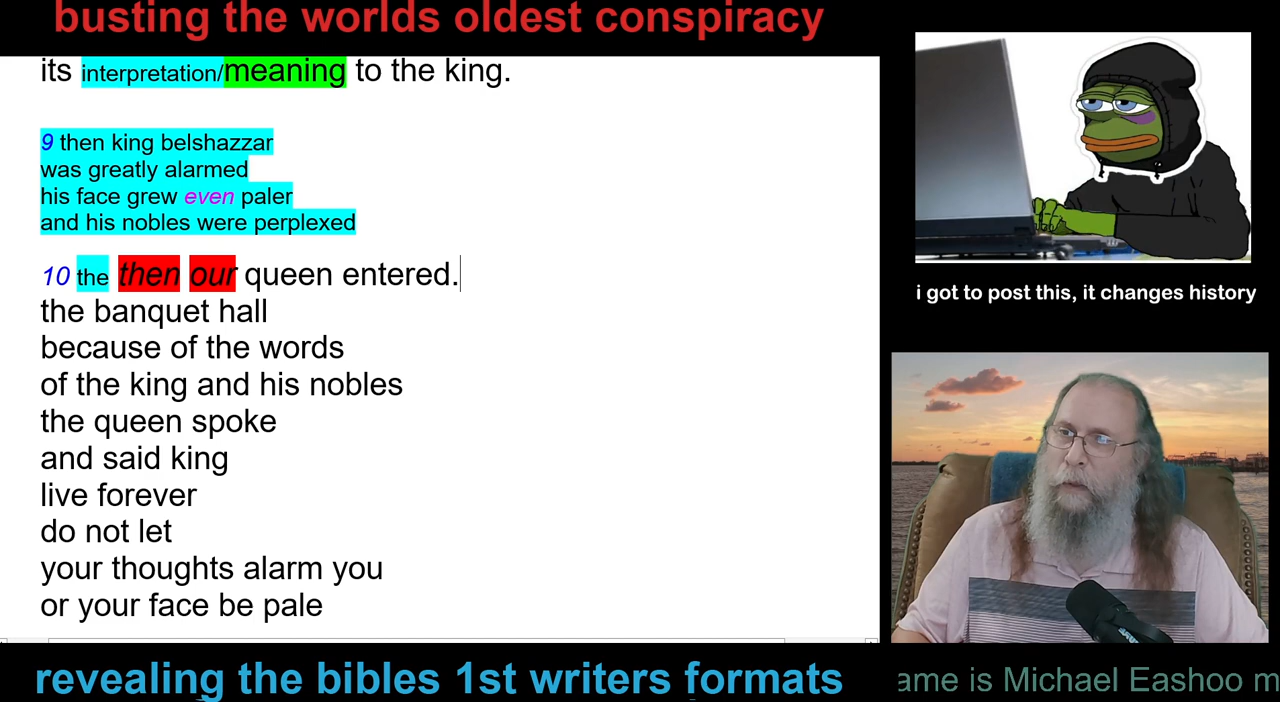 busting the worlds oldest conspiracy
its interpretation/meaning to the king.
9 then king belshazzar
was greatly alarmed
his face grew even paler
and his nobles were perplexed
10 the then our queen entered.
the banquet hall
because of the words
of the king and his nobles
the queen spoke
and said king
live forever
do not let
your thoughts alarm you
or your face be pale
i got to post this, it changes history
revealing the bibles 1st writers formats
ame is Michael Eashoo m